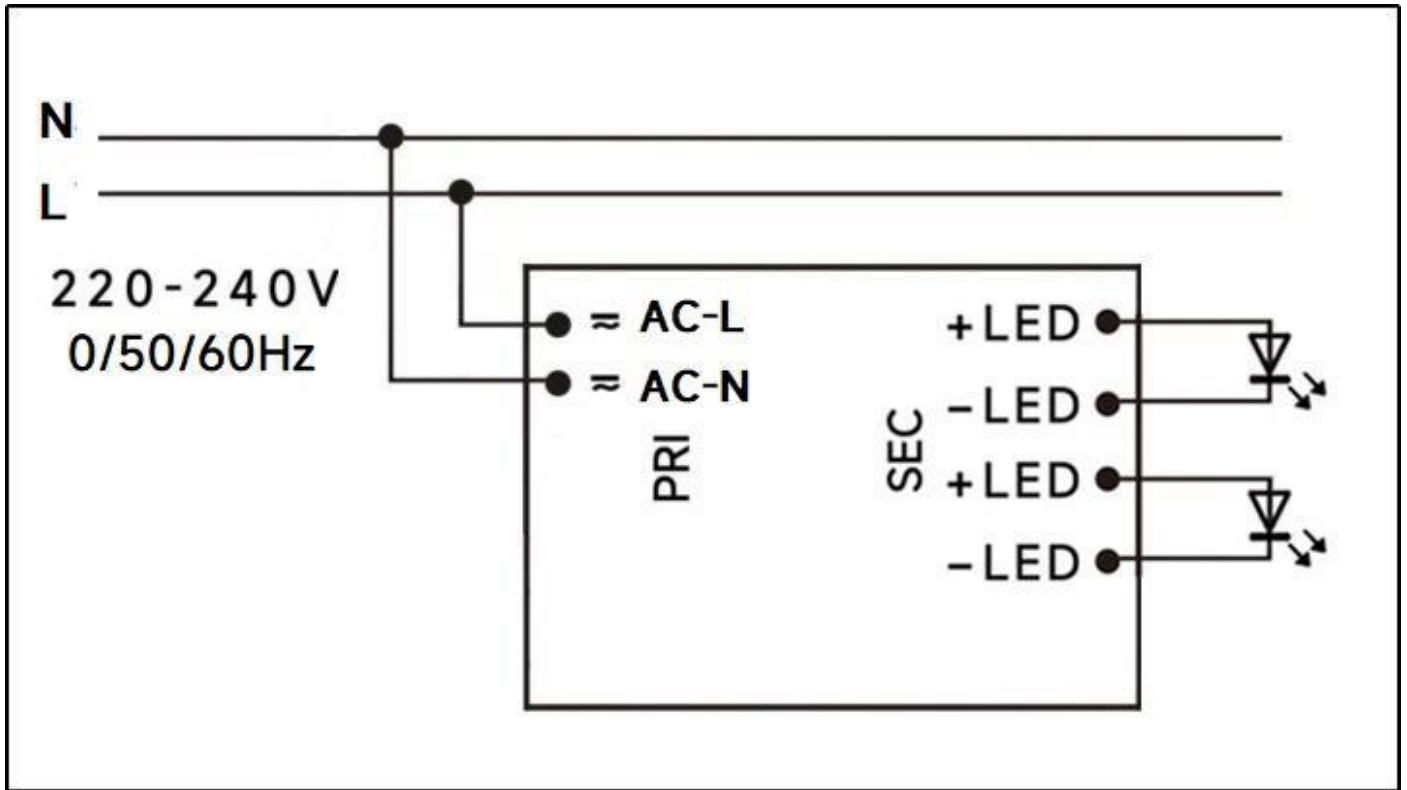 N
L
220-240V
0/50/60Hz
≂ AC-L
≂ AC-N
PRI
SEC
+LED
-LED
+LED
-LED